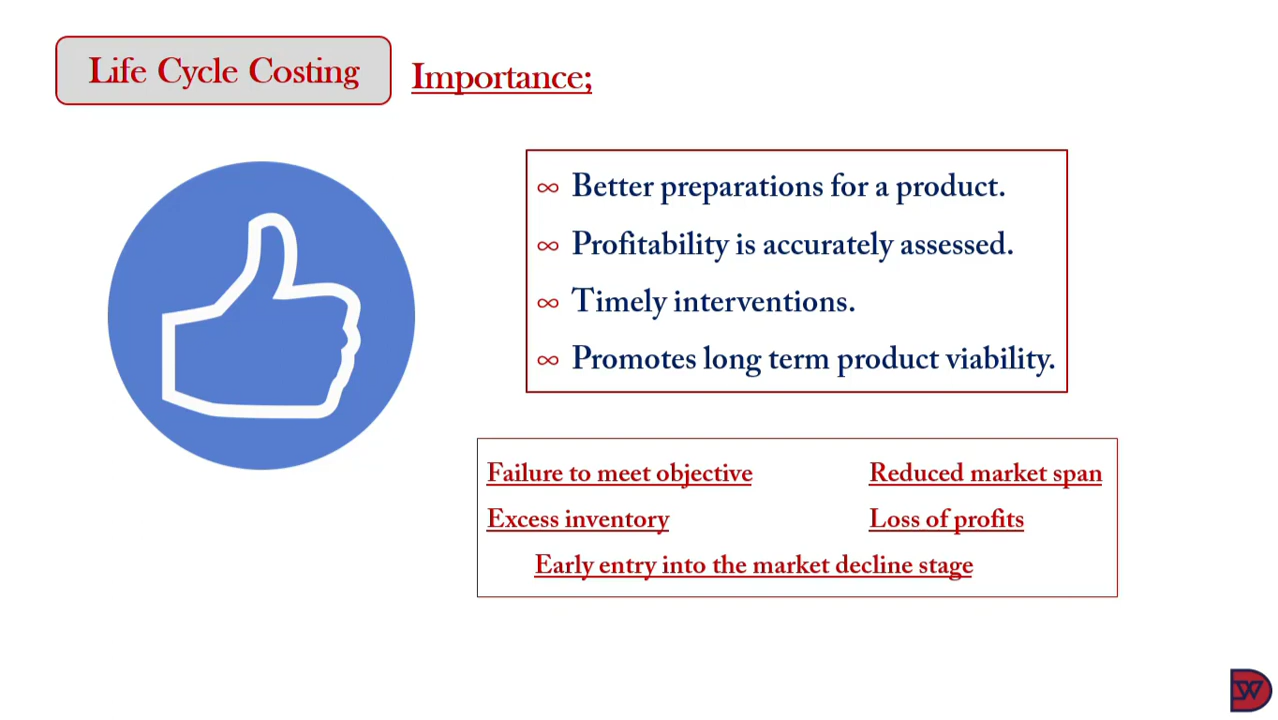 Life Cycle Costing
Importance;
∞ Better preparations for a product.
∞ Profitability is accurately assessed.
∞ Timely interventions.
∞ Promotes long term product viability.
Failure to meet objective Reduced market span
Excess inventory Loss of profits
Early entry into the market decline stage
DW